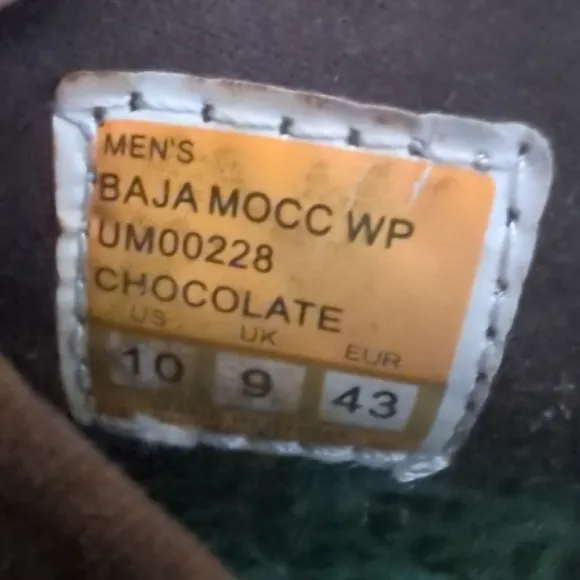 MEN'S
BAJA MOCC WP
UM00228
CHOCOLATE
US UK EUR
10 9 43